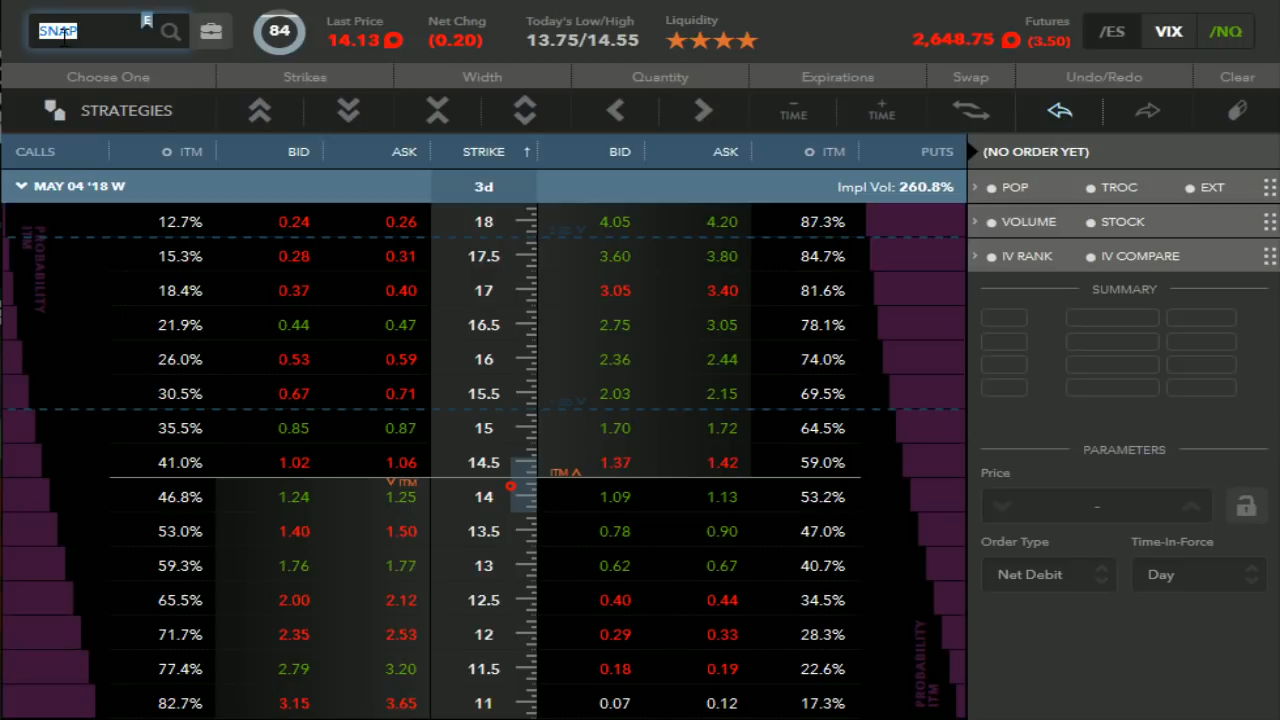 SNAP E 84 Last Price 14.13 Net Chng (0.20) Today's Low/High 13.75/14.55 Liquidity 2,648.75 Futures (3.50) /ES VIX /NQ
Choose One Strikes Width Quantity Expirations Swap Undo/Redo Clear
STRATEGIES − TIME + TIME
CALLS ITM BID ASK STRIKE ↑ BID ASK ITM PUTS (NO ORDER YET)
MAY 04 '18 W 3d Impl Vol: 260.8% POP TROC EXT
12.7% 0.24 0.26 18 4.05 4.20 87.3% VOLUME STOCK
15.3% 0.28 0.31 17.5 3.60 3.80 84.7% IV RANK IV COMPARE
18.4% 0.37 0.40 17 3.05 3.40 81.6% SUMMARY
21.9% 0.44 0.47 16.5 2.75 3.05 78.1%
26.0% 0.53 0.59 16 2.36 2.44 74.0%
30.5% 0.67 0.71 15.5 2.03 2.15 69.5%
35.5% 0.85 0.87 15 1.70 1.72 64.5% PARAMETERS
41.0% 1.02 1.06 14.5 1.37 1.42 59.0% Price
ITM ITM
46.8% 1.24 1.25 14 1.09 1.13 53.2% -
53.0% 1.40 1.50 13.5 0.78 0.90 47.0% Order Type Time-In-Force
59.3% 1.76 1.77 13 0.62 0.67 40.7% Net Debit Day
65.5% 2.00 2.12 12.5 0.40 0.44 34.5%
71.7% 2.35 2.53 12 0.29 0.33 28.3%
77.4% 2.79 3.20 11.5 0.18 0.19 22.6%
82.7% 3.15 3.65 11 0.07 0.12 17.3%
PROBABILITY ITM
PROBABILITY ITM